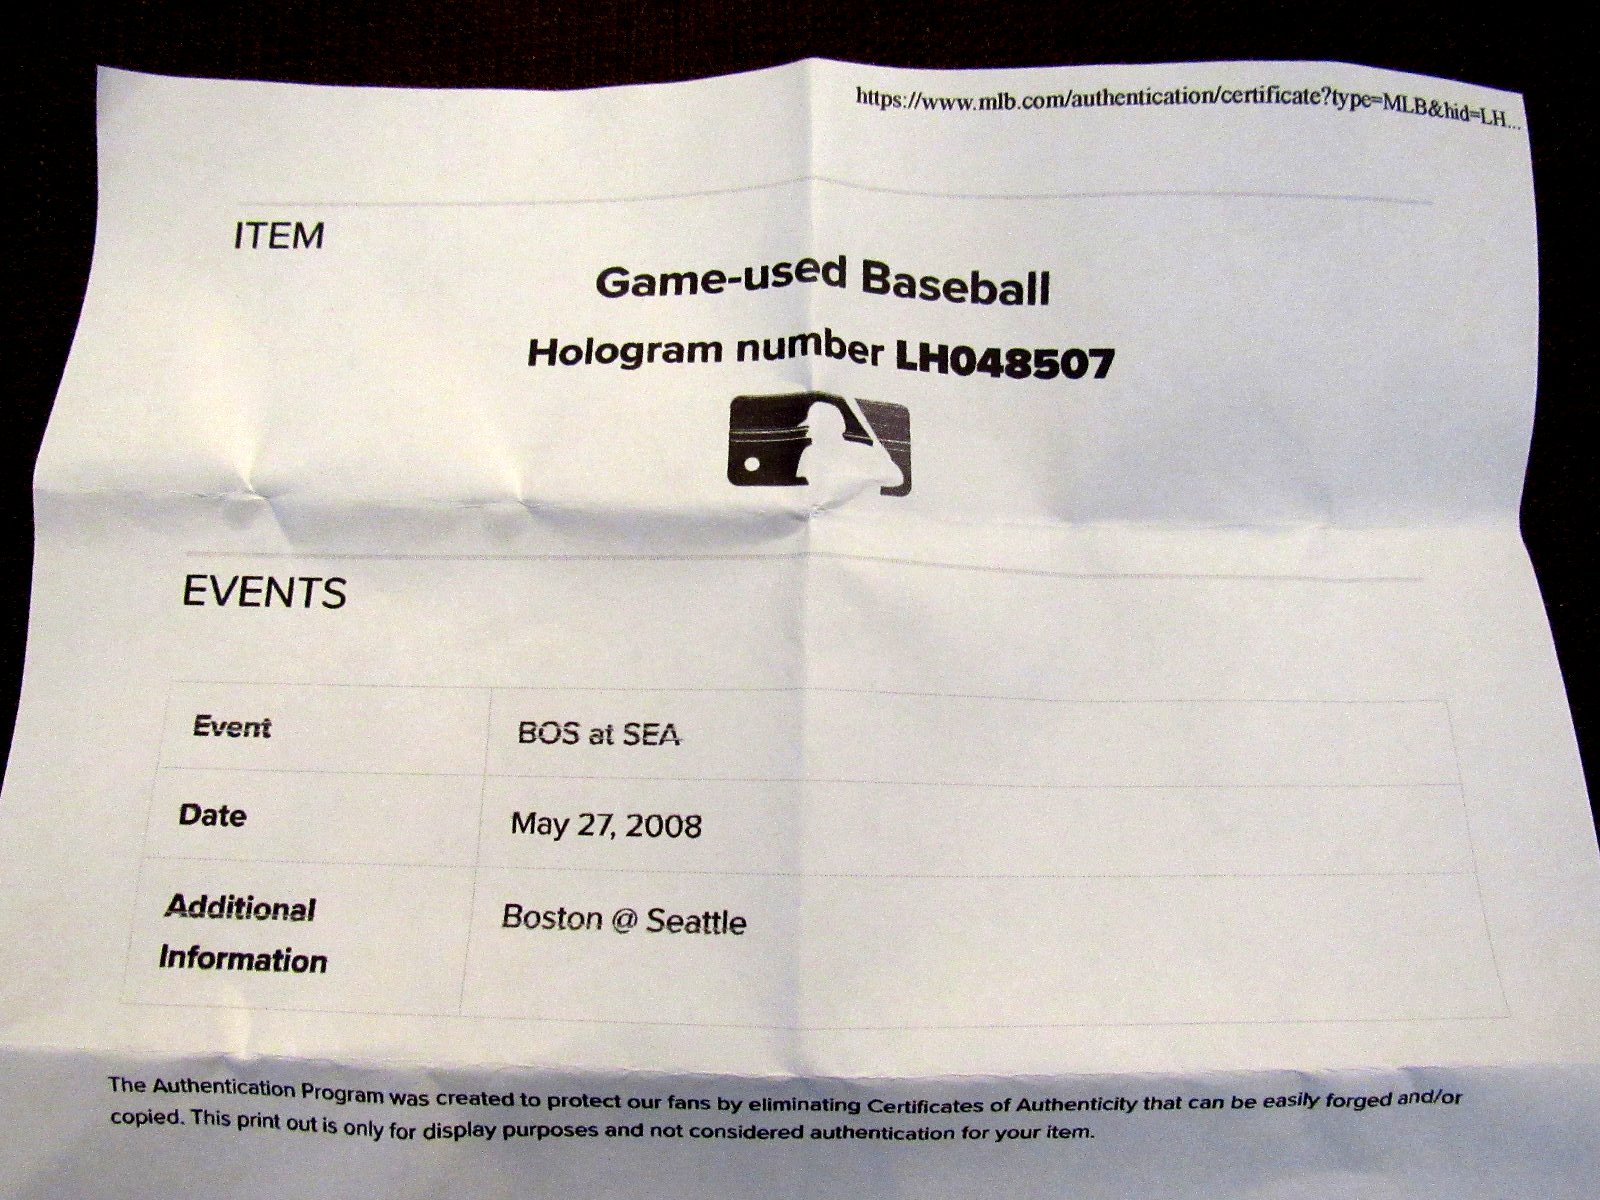 https://www.mlb.com/authentication/certificate?type=MLB&hid=LH...
ITEM
Game-used Baseball
Hologram number LH048507
EVENTS
Event BOS at SEA
Date May 27, 2008
Additional Boston @ Seattle
Information
The Authentication Program was created to protect our fans by eliminating Certificates of Authenticity that can be easily forged and/or
copied. This print out is only for display purposes and not considered authentication for your item.